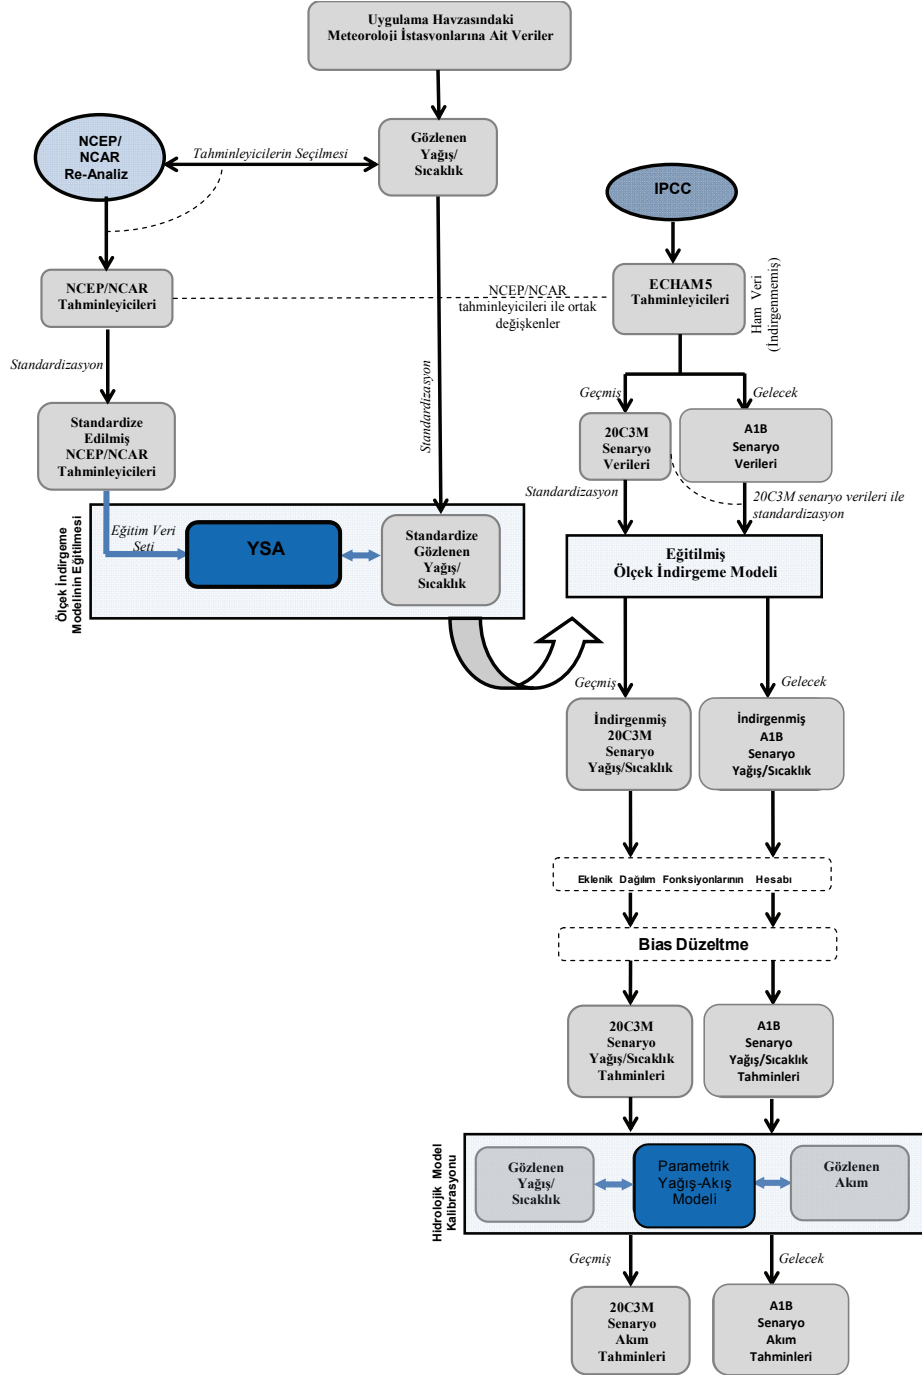 Uygulama Havzasındaki
Meteoroloji İstasyonlarına Ait Veriler
NCEP/
NCAR
Re-Analiz
Tahminleyicilerin Seçilmesi
Gözlenen
Yağış/
Sıcaklık
IPCC
NCEP/NCAR
Tahminleyicileri
NCEP/NCAR
tahminleyicileri ile ortak
değişkenler
ECHAM5
Tahminleyicileri
Ham Veri
(İndirgenmemiş)
Standardizasyon
Standardizasyon
Geçmiş
Gelecek
Standardize
Edilmiş
NCEP/NCAR
Tahminleyicileri
20C3M
Senaryo
Verileri
A1B
Senaryo
Verileri
Standardizasyon
20C3M senaryo verileri ile
standardizasyon
Ölçek İndirgeme
Modelinin Eğitilmesi
Eğitim Veri
Seti
YSA
Standardize
Gözlenen
Yağış/
Sıcaklık
Eğitilmiş
Ölçek İndirgeme Modeli
Geçmiş
Gelecek
İndirgenmiş
20C3M
Senaryo
Yağış/Sıcaklık
İndirgenmiş
A1B
Senaryo
Yağış/Sıcaklık
Eklenik Dağılım Fonksiyonlarının Hesabı
Bias Düzeltme
20C3M
Senaryo
Yağış/Sıcaklık
Tahminleri
A1B
Senaryo
Yağış/Sıcaklık
Tahminleri
Hidrolojik Model
Kalibrasyonu
Gözlenen
Yağış/
Sıcaklık
Parametrik
Yağış-Akış
Modeli
Gözlenen
Akım
Geçmiş
Gelecek
20C3M
Senaryo
Akım
Tahminleri
A1B
Senaryo
Akım
Tahminleri